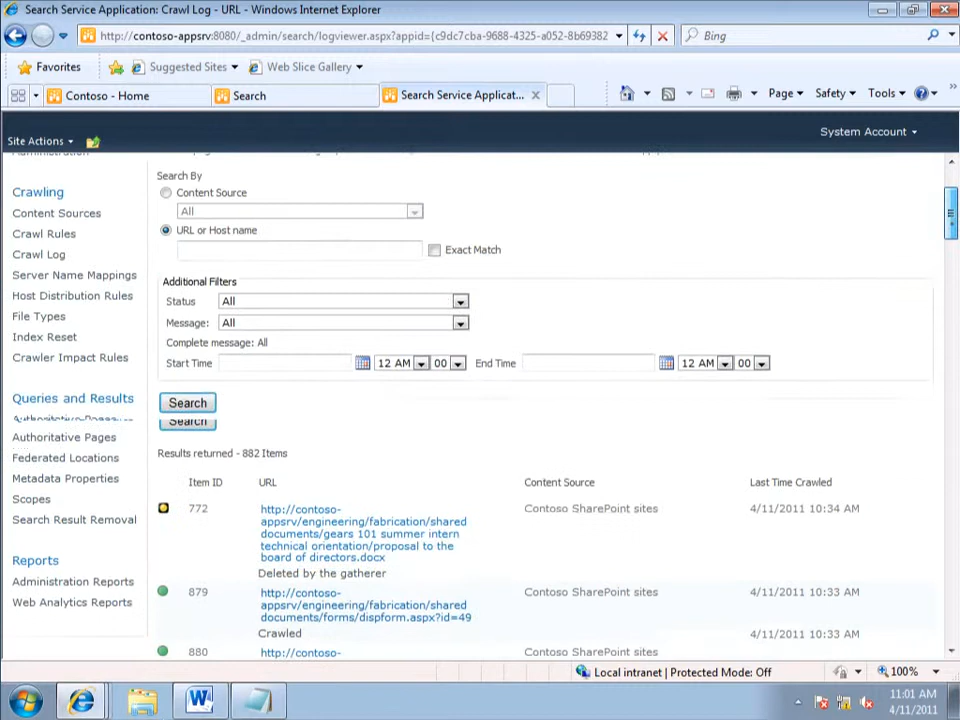 Search Service Application: Crawl Log - URL - Windows Internet Explorer
http://contoso-appsrv:8080/_admin/search/logviewer.aspx?appid={c9dc7cba-9688-4325-a052-8b69382
Bing
Favorites
Suggested Sites
Web Slice Gallery
Contoso - Home
Search
Search Service Applicat...
Page
Safety
Tools
Site Actions
System Account
Crawling
Content Sources
Crawl Rules
Crawl Log
Server Name Mappings
Host Distribution Rules
File Types
Index Reset
Crawler Impact Rules
Queries and Results
Authoritative Pages
Federated Locations
Metadata Properties
Scopes
Search Result Removal
Reports
Administration Reports
Web Analytics Reports
Search By
Content Source
All
URL or Host name
Exact Match
Additional Filters
Status All
Message: All
Complete message: All
Start Time 12 AM 00 End Time 12 AM 00
Search
Search
Results returned - 882 Items
Item ID URL Content Source Last Time Crawled
772 http://contoso- Contoso SharePoint sites 4/11/2011 10:34 AM
appsrv/engineering/fabrication/shared
documents/gears 101 summer intern
technical orientation/proposal to the
board of directors.docx
Deleted by the gatherer
879 http://contoso- Contoso SharePoint sites 4/11/2011 10:33 AM
appsrv/engineering/fabrication/shared
documents/forms/dispform.aspx?id=49
Crawled 4/11/2011 10:33 AM
880 http://contoso- Contoso SharePoint sites
Local intranet | Protected Mode: Off
100%
11:01 AM
4/11/2011